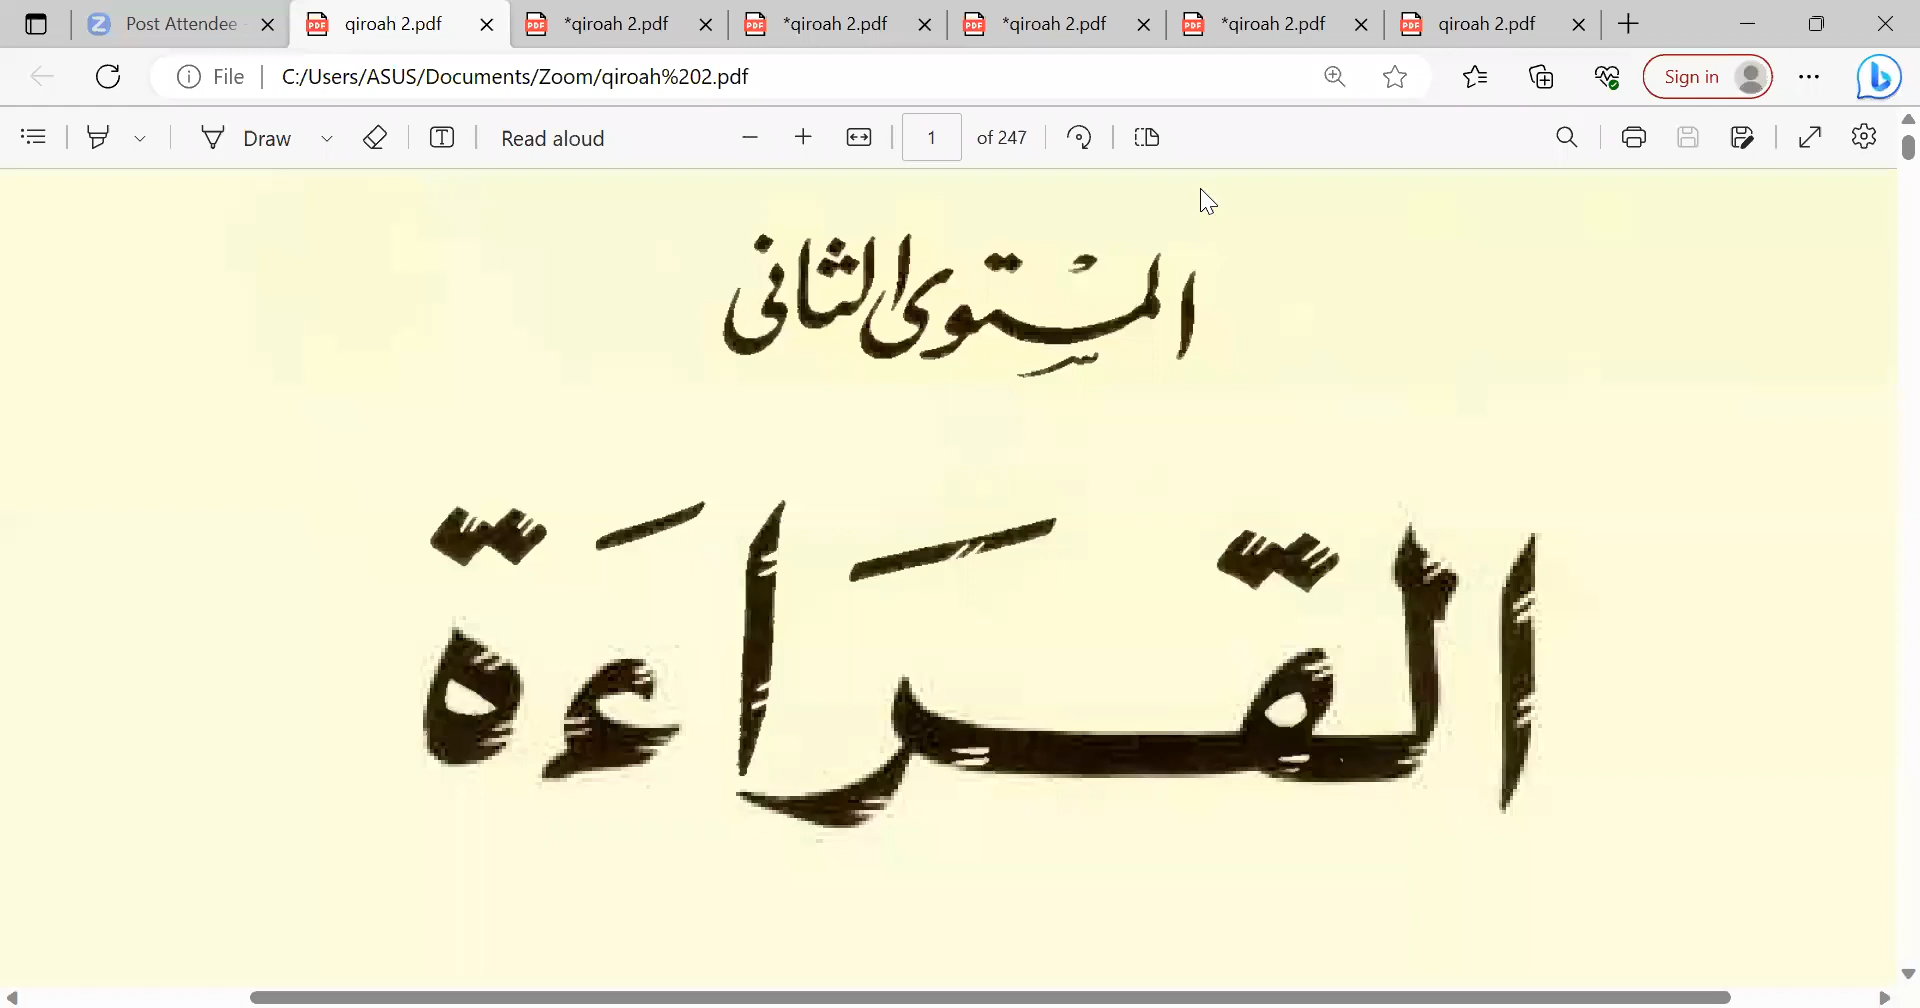 Post Attendee -
qiroah 2.pdf
*qiroah 2.pdf
*qiroah 2.pdf
*qiroah 2.pdf
*qiroah 2.pdf
qiroah 2.pdf
File C:/Users/ASUS/Documents/Zoom/qiroah%202.pdf
Sign in
Draw
Read aloud
1 of 247
المستوى الثانى
القراءة